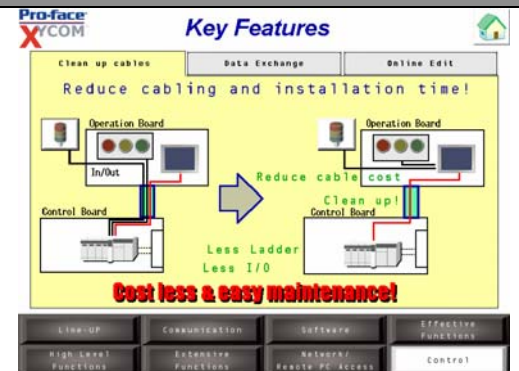 Pro-face
XYCOM
Key Features
Clean up cables
Data Exchange
Online Edit
Reduce cabling and installation time!
Operation Board
Operation Board
In/Out
Reduce cable cost
Clean up!
Control Board
Control Board
Less Ladder
Less I/O
Cost less & easy maintenance!
Line-UP
Communication
Software
Effective
Functions
High Level
Functions
Extensive
Functions
Network/
Remote PC Access
Control